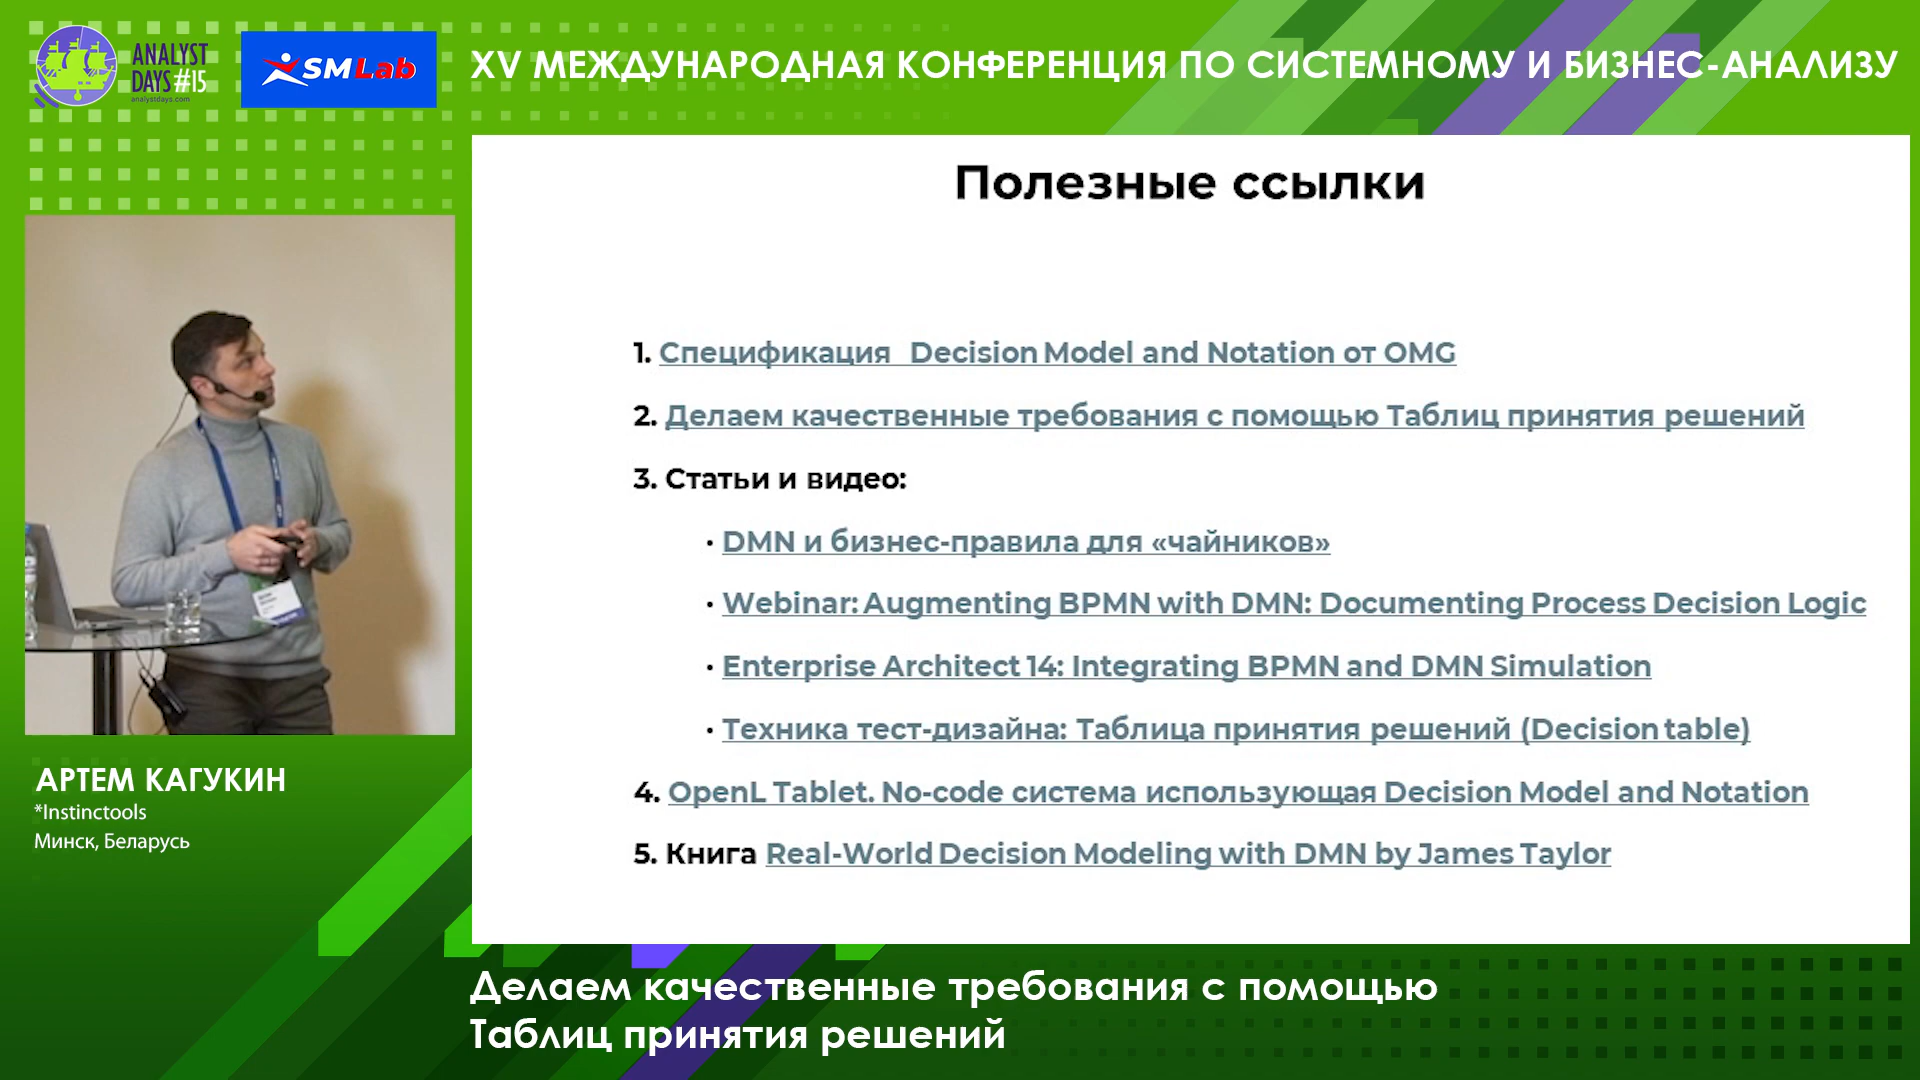 ANALYST
DAYS #15
analystdays.com
SMLab
XV МЕЖДУНАРОДНАЯ КОНФЕРЕНЦИЯ ПО СИСТЕМНОМУ И БИЗНЕС-АНАЛИЗУ
Полезные ссылки
1. Спецификация Decision Model and Notation от OMG
2. Делаем качественные требования с помощью Таблиц принятия решений
3. Статьи и видео:
• DMN и бизнес-правила для «чайников»
• Webinar: Augmenting BPMN with DMN: Documenting Process Decision Logic
• Enterprise Architect 14: Integrating BPMN and DMN Simulation
• Техника тест-дизайна: Таблица принятия решений (Decision table)
4. OpenL Tablet. No-code система использующая Decision Model and Notation
5. Книга Real-World Decision Modeling with DMN by James Taylor
АРТЕМ КАГУКИН
*Instinctools
Минск, Беларусь
Делаем качественные требования с помощью
Таблиц принятия решений